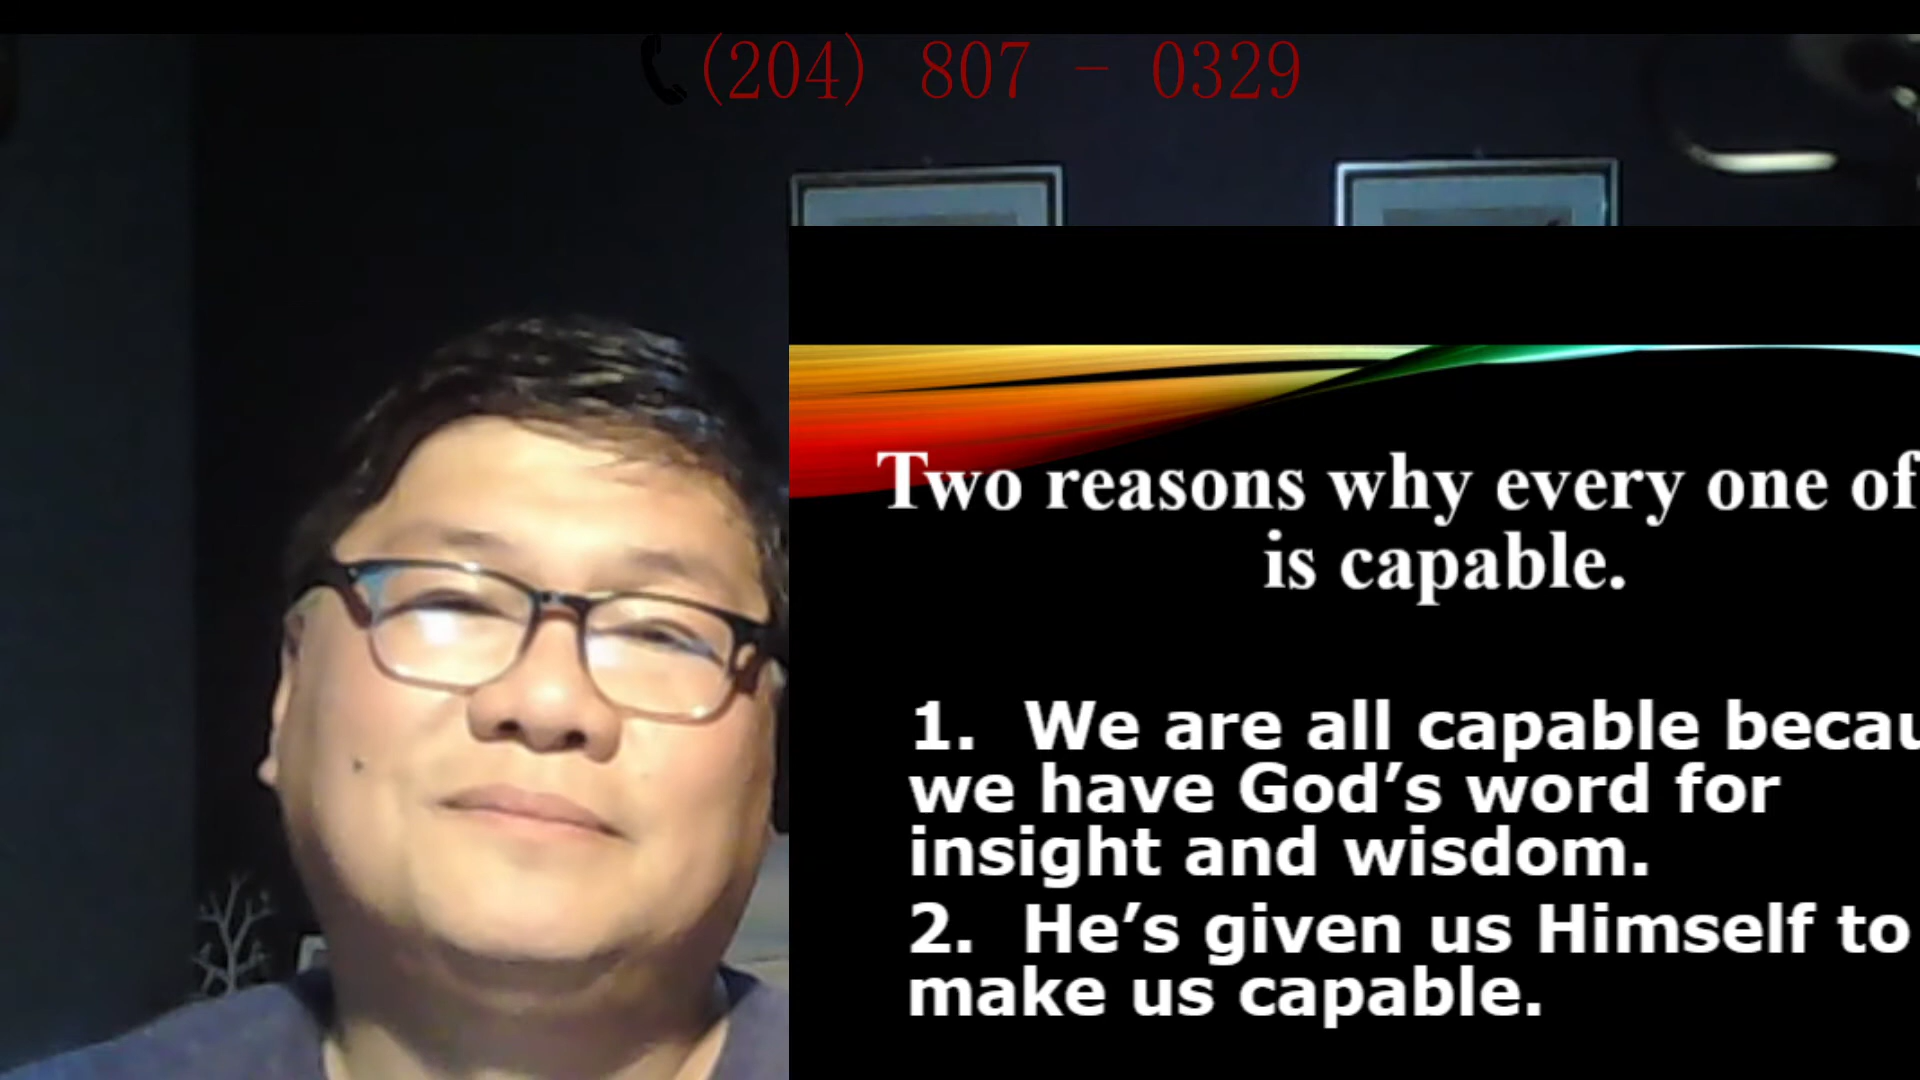 (204) 807 - 0329
Two reasons why every one of
is capable.
1. We are all capable becau
we have God’s word for
insight and wisdom.
2. He’s given us Himself to
make us capable.